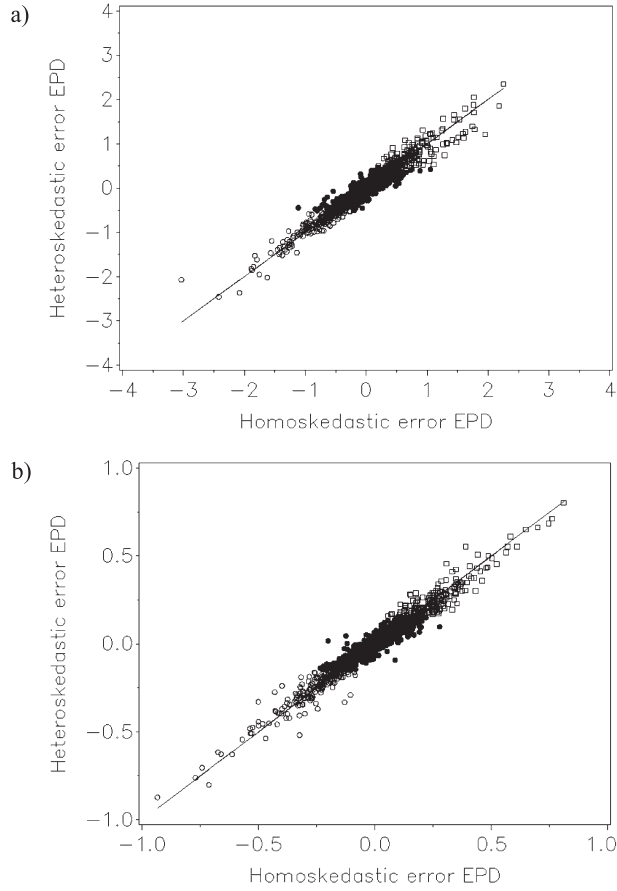 a)
Heteroskedastic error EPD
4
3
2
1
0
−1
−2
−3
−4
−4 −3 −2 −1 0 1 2 3 4
Homoskedastic error EPD
b)
Heteroskedastic error EPD
1.0
0.5
0.0
−0.5
−1.0
−1.0 −0.5 0.0 0.5 1.0
Homoskedastic error EPD